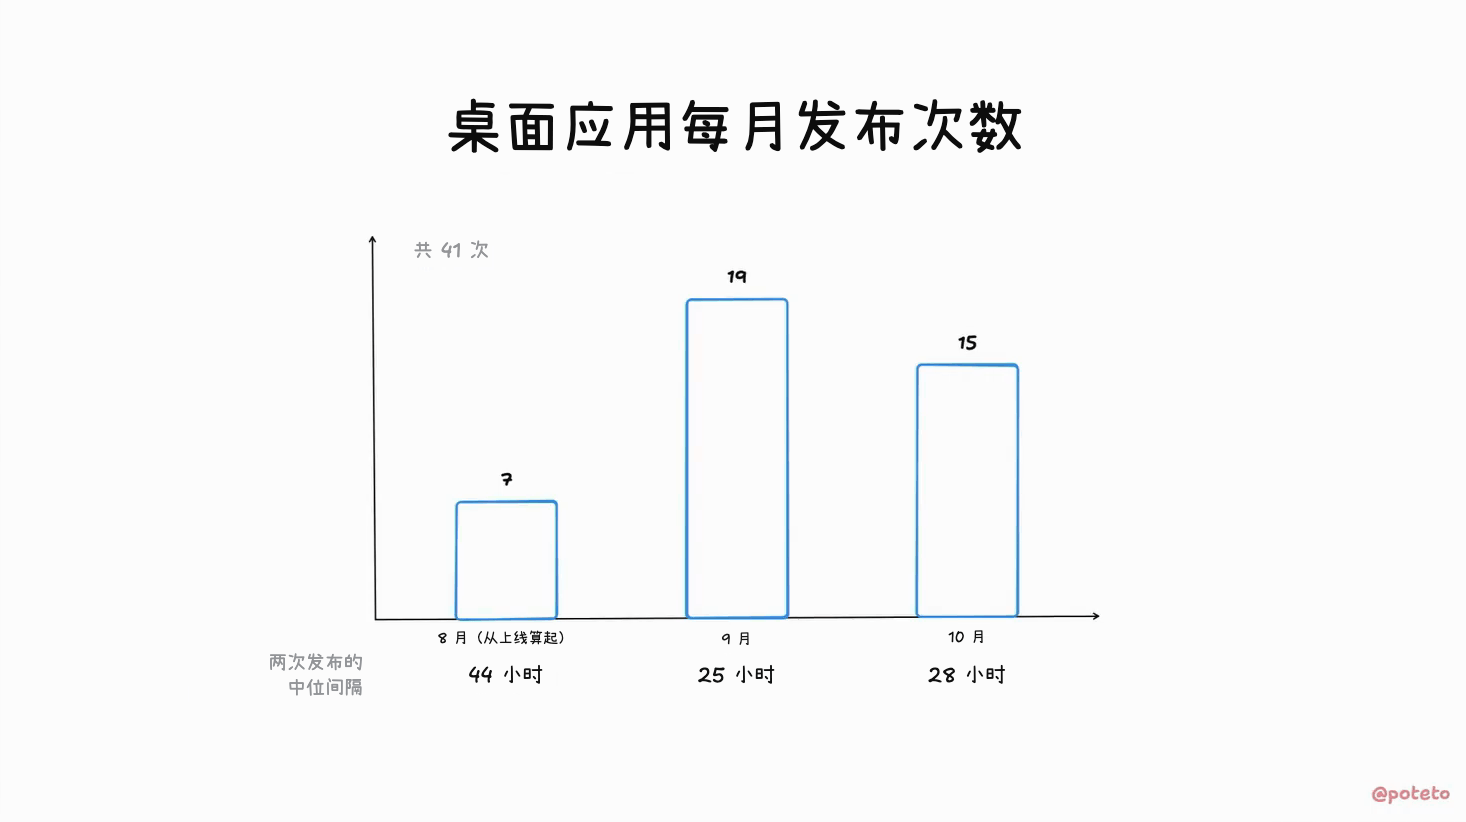 桌面应用每月发布次数
共 41 次
19
15
7
8 月（从上线算起）
9 月
10 月
两次发布的
中位间隔
44 小时
25 小时
28 小时
@poteto